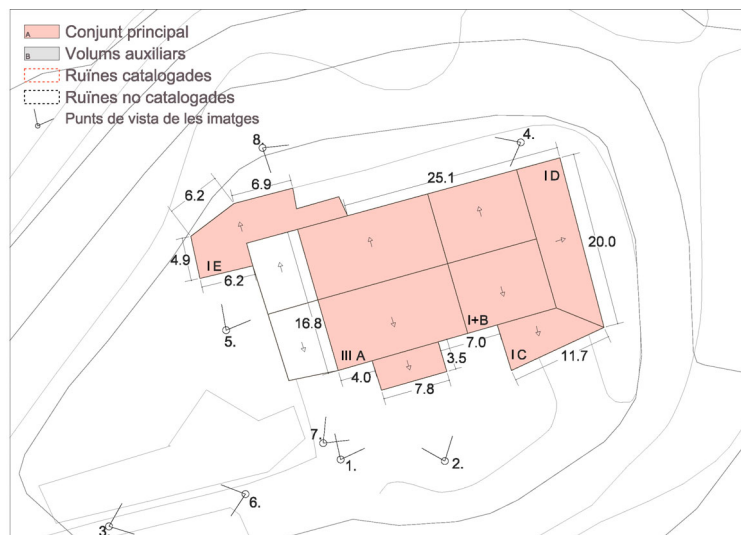 A Conjunt principal
B Volums auxiliars
Ruïnes catalogades
Ruïnes no catalogades
Punts de vista de les imatges
8.
4.
6.9
6.2
25.1
I D
20.0
4.9
I E
6.2
16.8
5.
I+B
III A
7.0
3.5
I C
4.0
11.7
7.8
7.
1.
2.
6.
3.